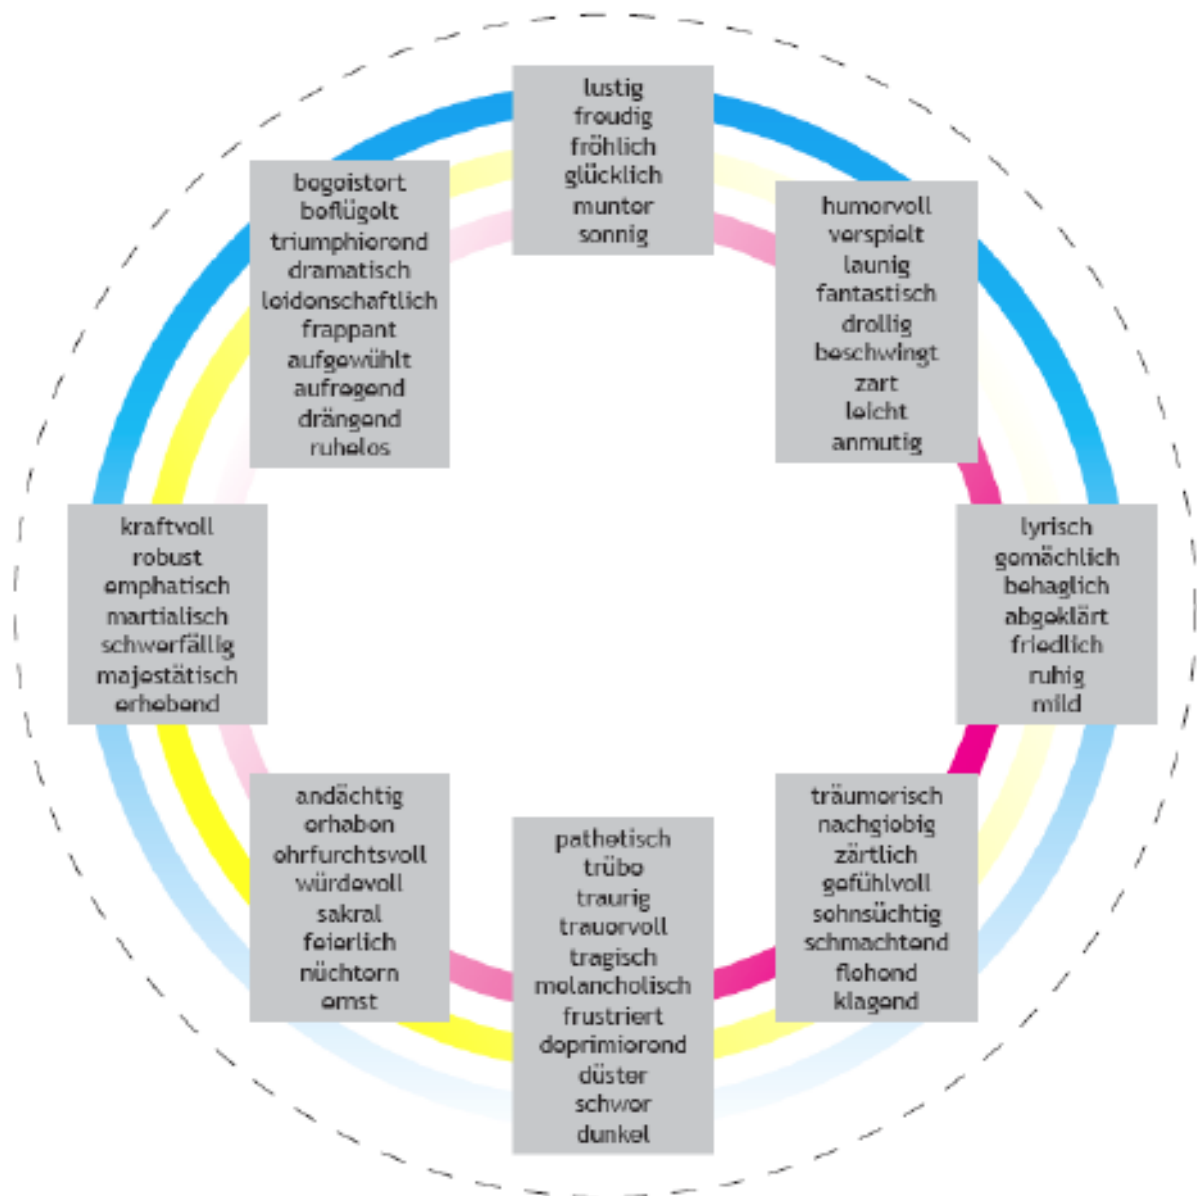 lustig
freudig
fröhlich
glücklich
munter
sonnig
begeistert
beflügelt
triumphierend
dramatisch
leidenschaftlich
frappant
aufgewühlt
aufregend
drängend
ruhelos
humorvoll
verspielt
launig
fantastisch
drollig
beschwingt
zart
leicht
anmutig
kraftvoll
robust
emphatisch
martialisch
schwerfällig
majestätisch
erhebend
lyrisch
gemächlich
behaglich
abgeklärt
friedlich
ruhig
mild
andächtig
erhaben
ehrfurchtsvoll
würdevoll
sakral
feierlich
nüchtern
ernst
pathetisch
trübe
traurig
trauervoll
tragisch
melancholisch
frustriert
deprimierend
düster
schwer
dunkel
träumerisch
nachgiebig
zärtlich
gefühlvoll
sehnsüchtig
schmachtend
flehend
klagend